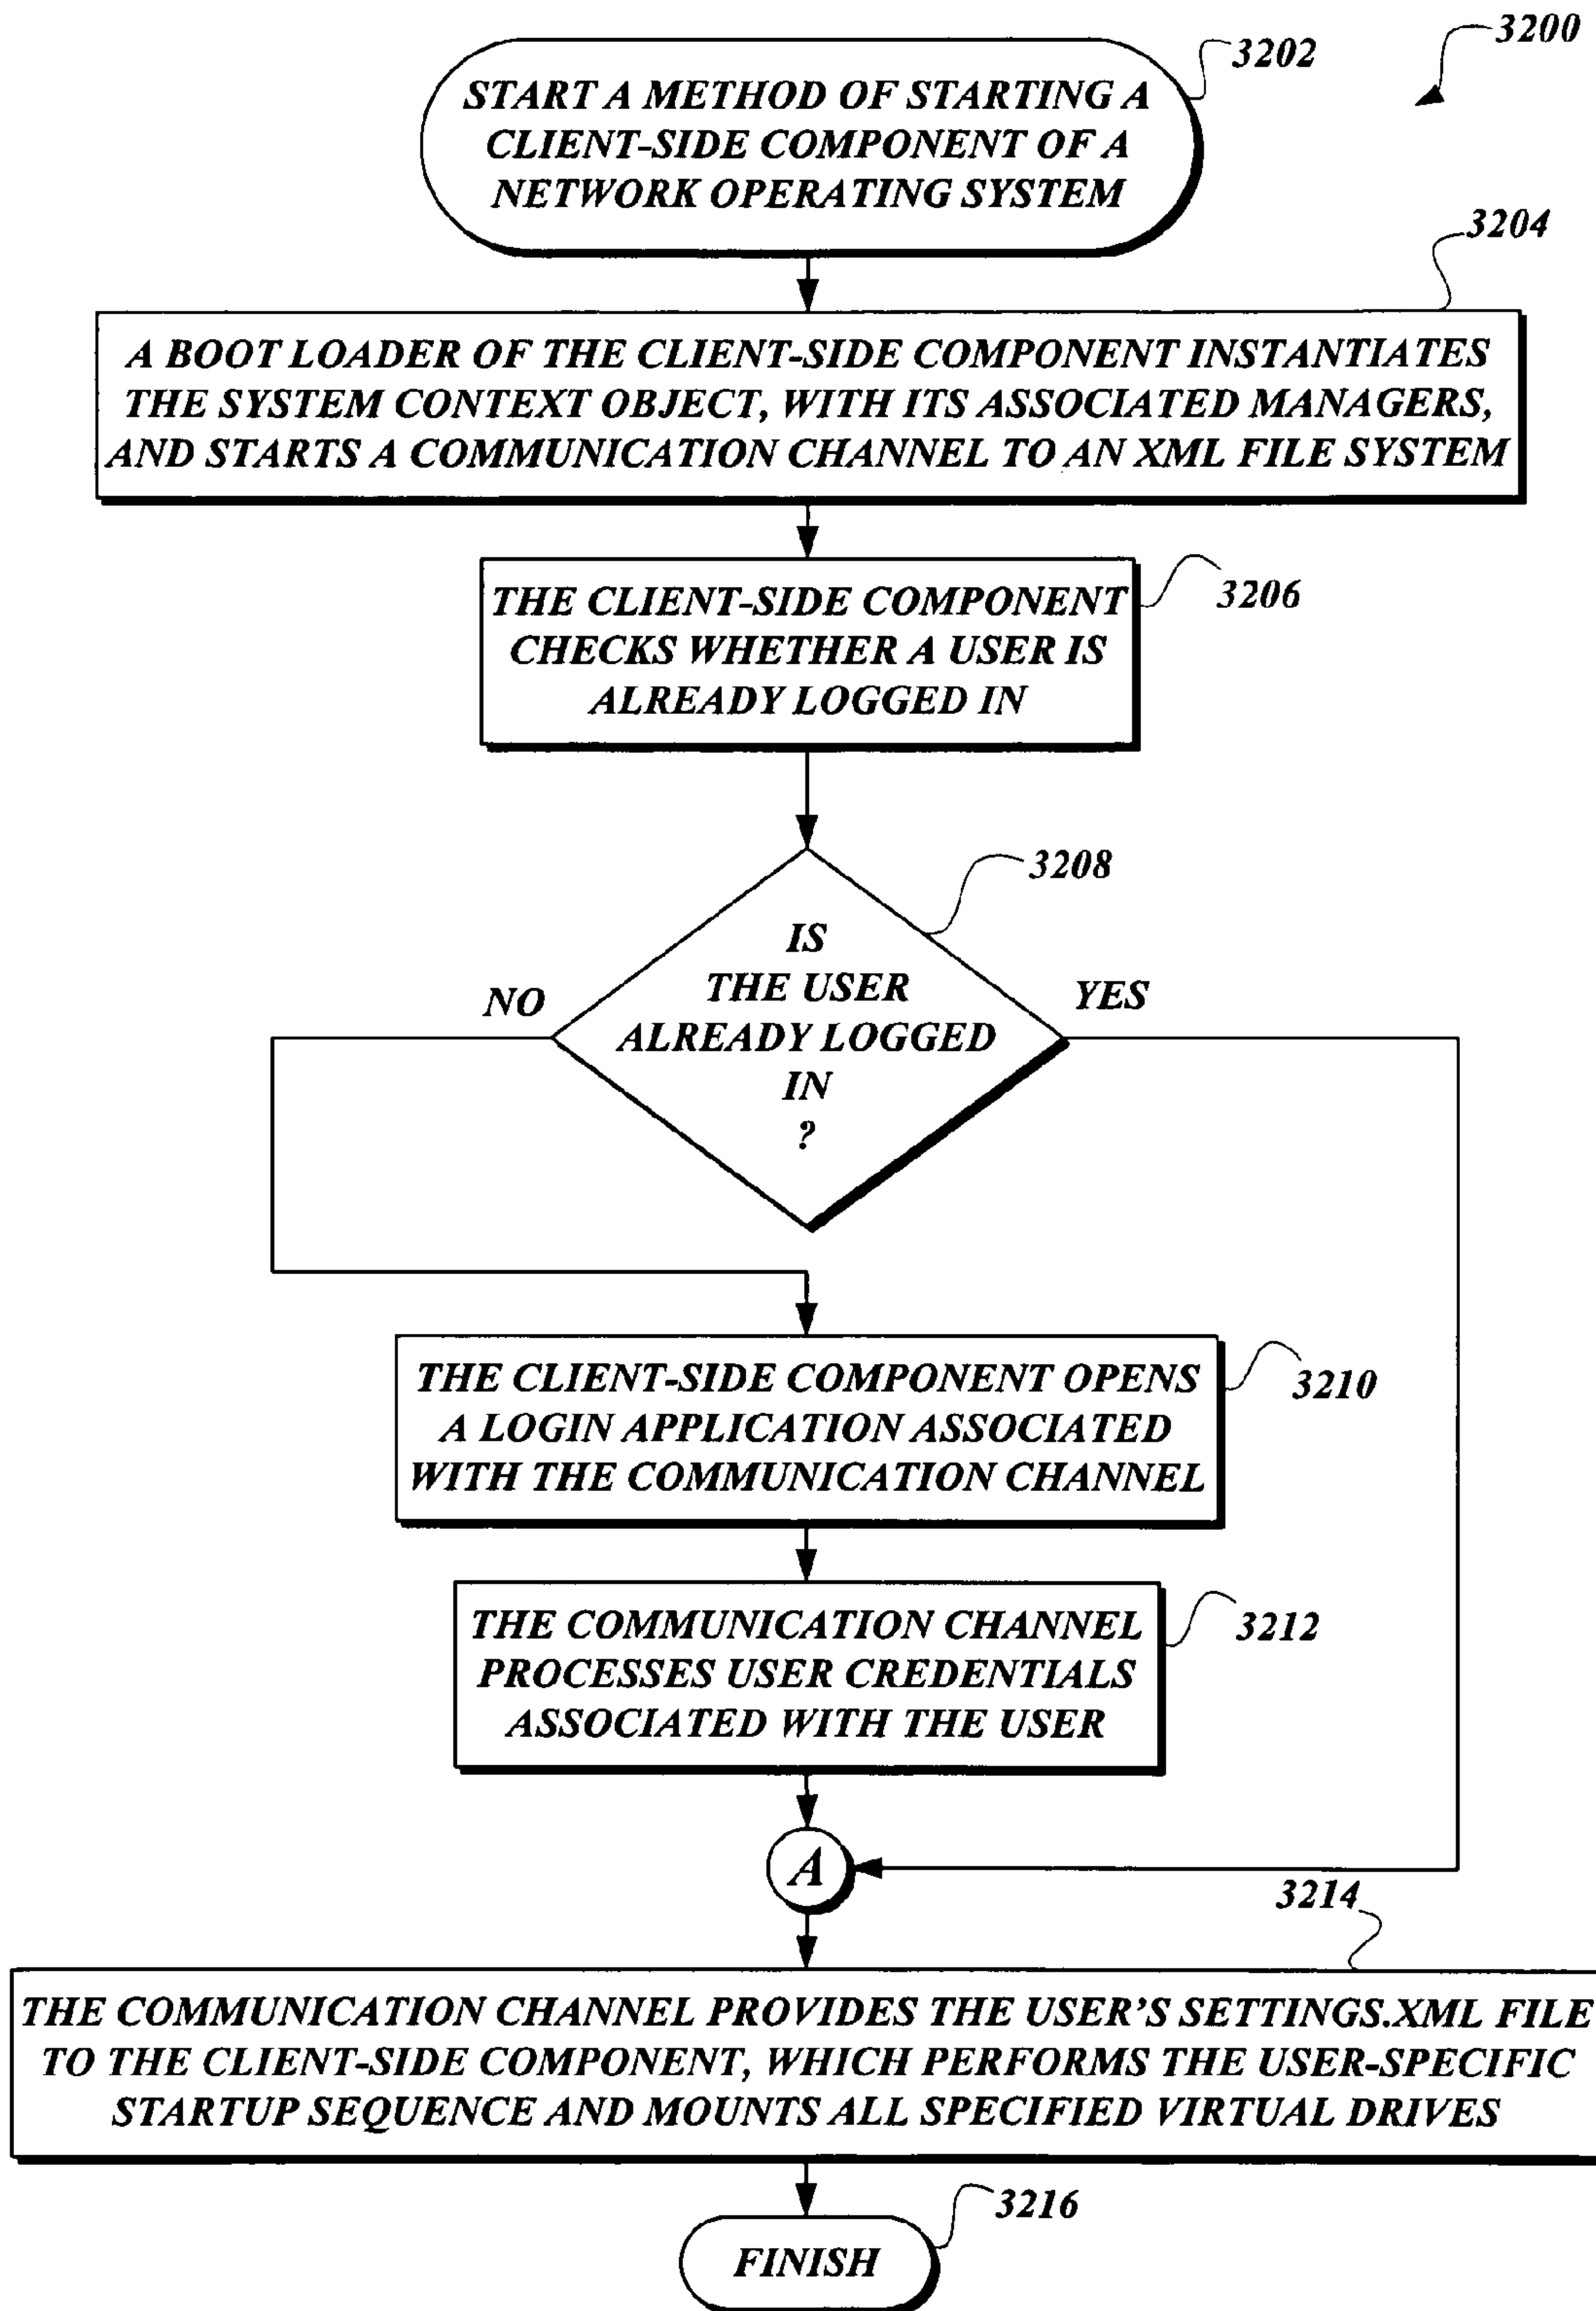 3200
3202
START A METHOD OF STARTING A
CLIENT-SIDE COMPONENT OF A
NETWORK OPERATING SYSTEM
3204
A BOOT LOADER OF THE CLIENT-SIDE COMPONENT INSTANTIATES
THE SYSTEM CONTEXT OBJECT, WITH ITS ASSOCIATED MANAGERS,
AND STARTS A COMMUNICATION CHANNEL TO AN XML FILE SYSTEM
3206
THE CLIENT-SIDE COMPONENT
CHECKS WHETHER A USER IS
ALREADY LOGGED IN
3208
IS
THE USER
ALREADY LOGGED
IN
?
NO
YES
3210
THE CLIENT-SIDE COMPONENT OPENS
A LOGIN APPLICATION ASSOCIATED
WITH THE COMMUNICATION CHANNEL
3212
THE COMMUNICATION CHANNEL
PROCESSES USER CREDENTIALS
ASSOCIATED WITH THE USER
A
3214
THE COMMUNICATION CHANNEL PROVIDES THE USER'S SETTINGS.XML FILE
TO THE CLIENT-SIDE COMPONENT, WHICH PERFORMS THE USER-SPECIFIC
STARTUP SEQUENCE AND MOUNTS ALL SPECIFIED VIRTUAL DRIVES
3216
FINISH